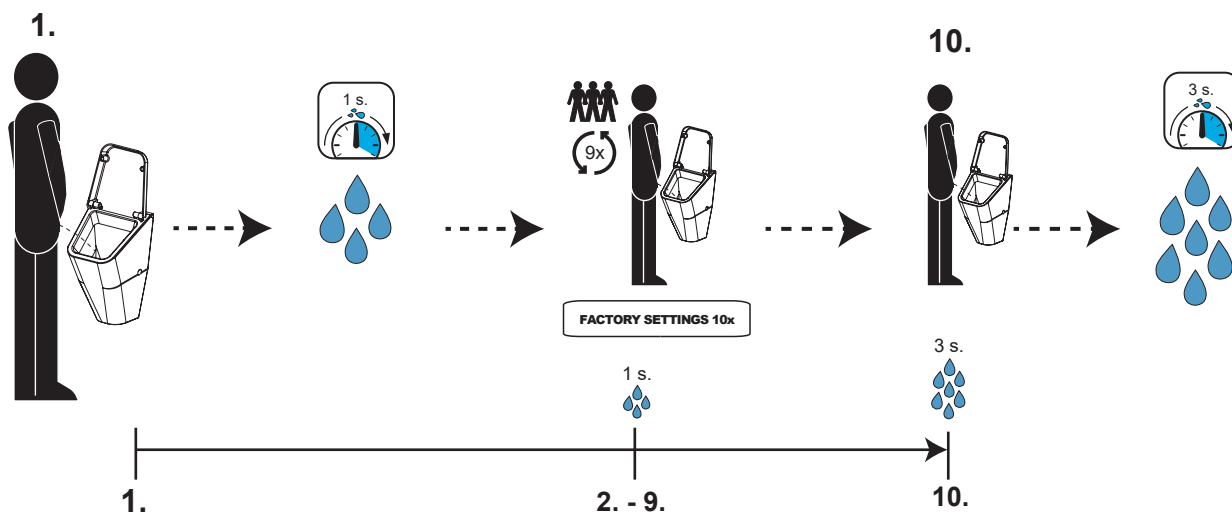 1.
10.
1 s.
3 s.
9x
FACTORY SETTINGS 10x
1 s.
3 s.
1.
2. - 9.
10.